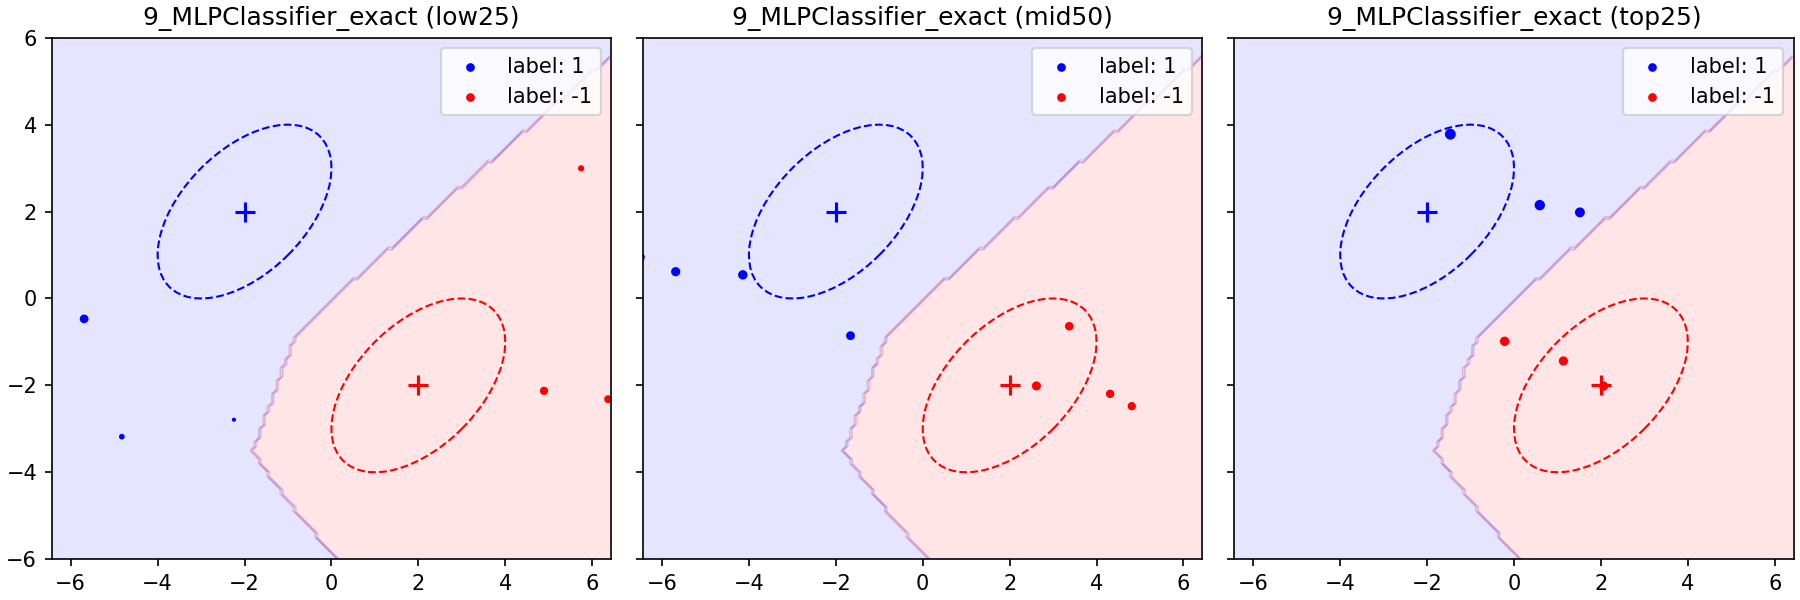 9_MLPClassifier_exact (low25)
9_MLPClassifier_exact (mid50)
9_MLPClassifier_exact (top25)
label: 1
label: -1
label: 1
label: -1
label: 1
label: -1
6
4
2
0
−2
−4
−6
−6 −4 −2 0 2 4 6
−6 −4 −2 0 2 4 6
−6 −4 −2 0 2 4 6